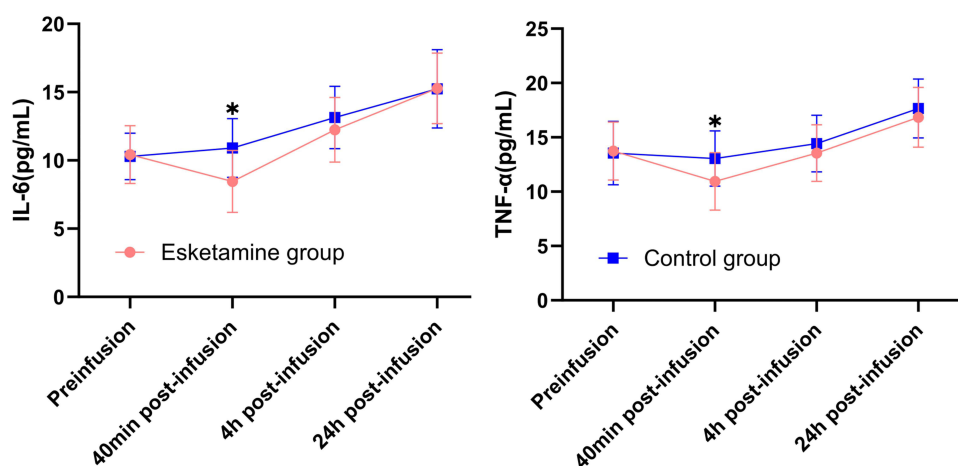 IL-6(pg/mL)
20
15
10
5
0
*
Esketamine group
Preinfusion
40min post-infusion
4h post-infusion
24h post-infusion
TNF-α(pg/mL)
25
20
15
10
5
0
*
Control group
Preinfusion
40min post-infusion
4h post-infusion
24h post-infusion